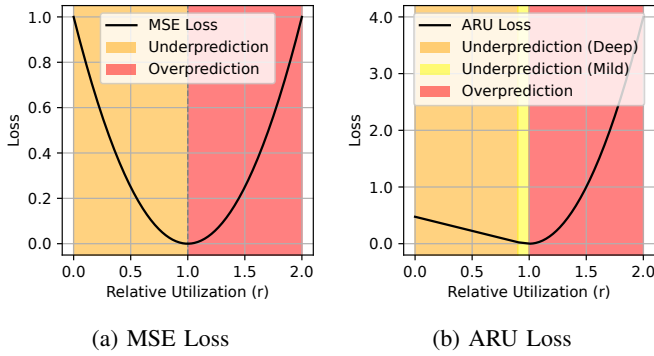 MSE Loss
Underprediction
Overprediction
1.0
0.8
0.6
0.4
0.2
0.0
Loss
0.0 0.5 1.0 1.5 2.0
Relative Utilization (r)
(a) MSE Loss
ARU Loss
Underprediction (Deep)
Underprediction (Mild)
Overprediction
4.0
3.0
2.0
1.0
0.0
Loss
0.0 0.5 1.0 1.5 2.0
Relative Utilization (r)
(b) ARU Loss